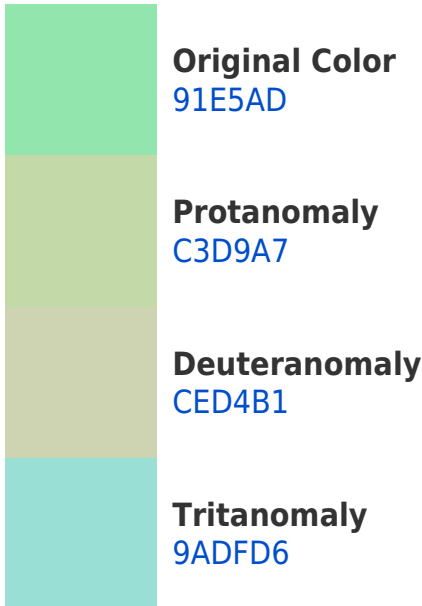 Original Color
91E5AD
Protanomaly
C3D9A7
Deuteranomaly
CED4B1
Tritanomaly
9ADFD6